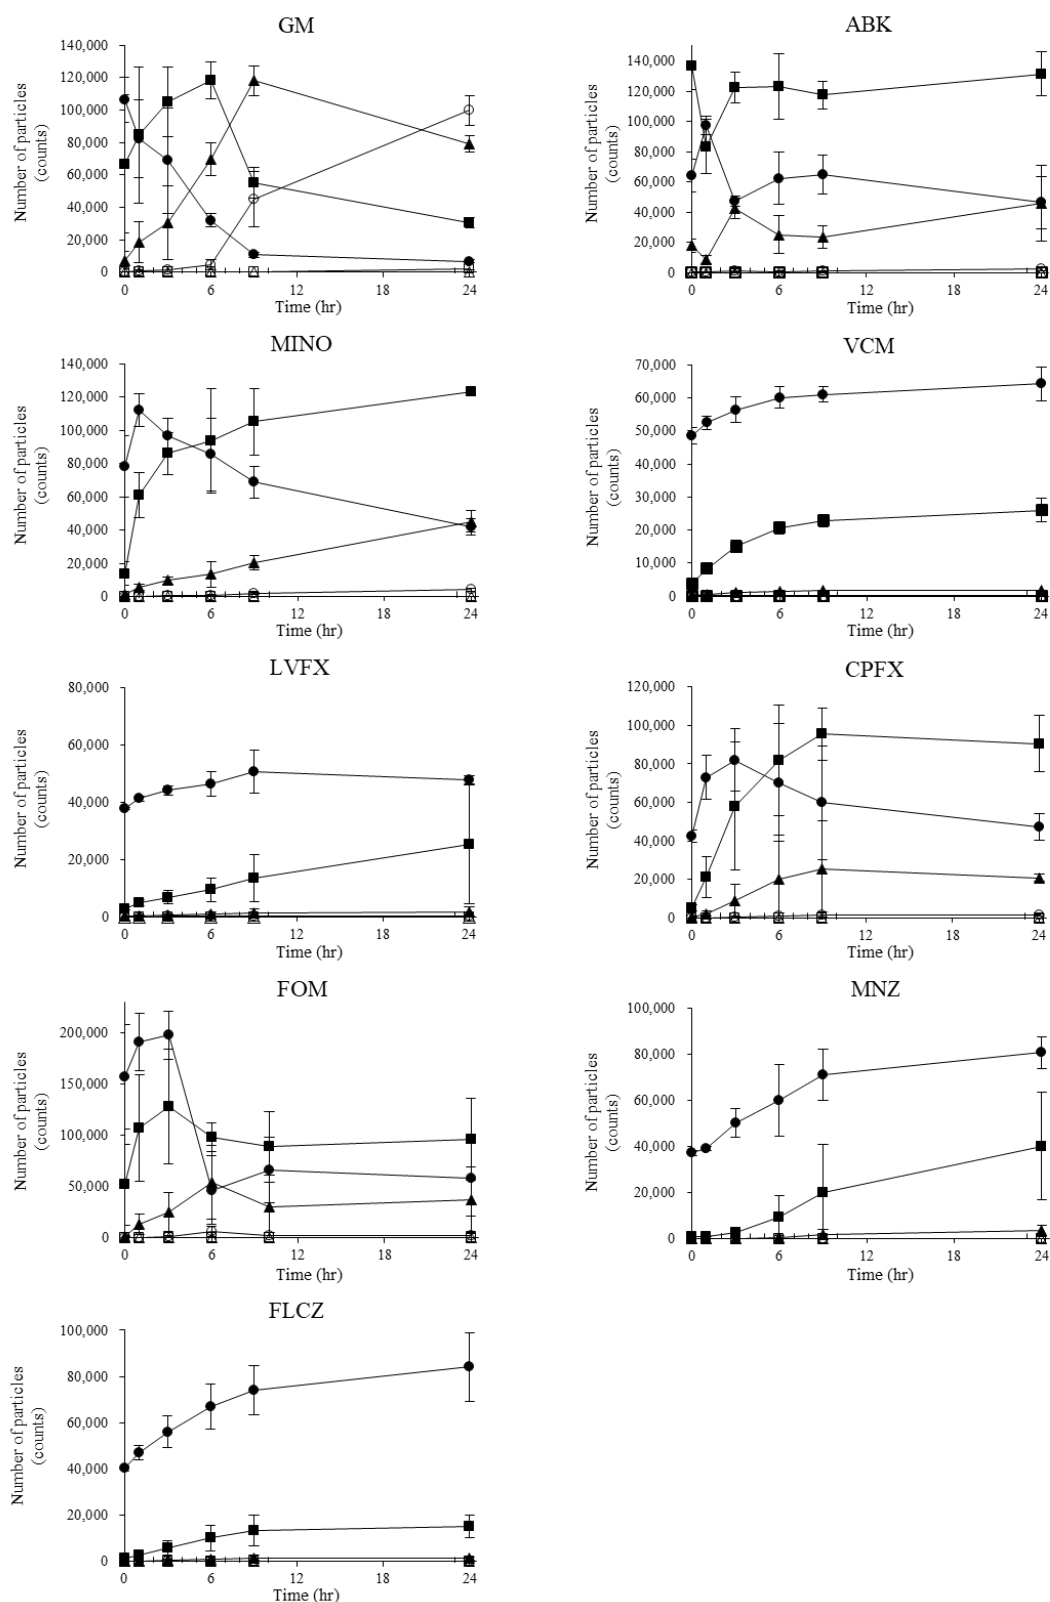 GM
Number of particles
(counts)
140,000
120,000
100,000
80,000
60,000
40,000
20,000
0
0 6 12 18 24
Time (hr)
ABK
Number of particles
(counts)
140,000
120,000
100,000
80,000
60,000
40,000
20,000
0
0 6 12 18 24
Time (hr)
MINO
Number of particles
(counts)
140,000
120,000
100,000
80,000
60,000
40,000
20,000
0
0 6 12 18 24
Time (hr)
VCM
Number of particles
(counts)
70,000
60,000
50,000
40,000
30,000
20,000
10,000
0
0 6 12 18 24
Time (hr)
LVFX
Number of particles
(counts)
80,000
60,000
40,000
20,000
0
0 6 12 18 24
Time (hr)
CPFX
Number of particles
(counts)
120,000
100,000
80,000
60,000
40,000
20,000
0
0 6 12 18 24
Time (hr)
FOM
Number of particles
(counts)
200,000
150,000
100,000
50,000
0
0 6 12 18 24
Time (hr)
MNZ
Number of particles
(counts)
100,000
80,000
60,000
40,000
20,000
0
0 6 12 18 24
Time (hr)
FLCZ
Number of particles
(counts)
100,000
80,000
60,000
40,000
20,000
0
0 6 12 18 24
Time (hr)